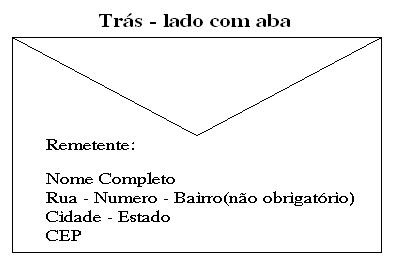 Trás - lado com aba
Remetente:
Nome Completo
Rua - Numero - Bairro(não obrigatório)
Cidade - Estado
CEP